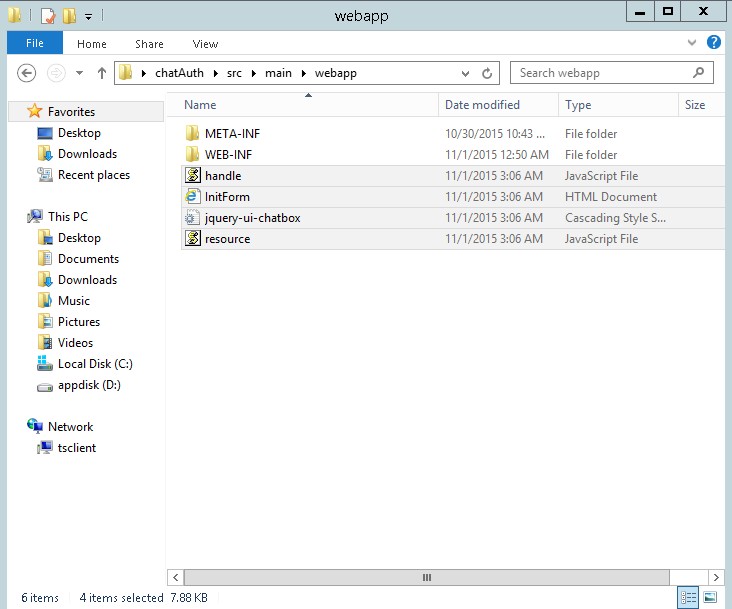 webapp
x
File Home Share View
?
chatAuth src main webapp
Search webapp
Name Date modified Type Size
META-INF 10/30/2015 10:43 ... File folder
WEB-INF 11/1/2015 12:50 AM File folder
handle 11/1/2015 3:06 AM JavaScript File
InitForm 11/1/2015 3:06 AM HTML Document
jquery-ui-chatbox 11/1/2015 3:06 AM Cascading Style S...
resource 11/1/2015 3:06 AM JavaScript File
Favorites
Desktop
Downloads
Recent places
This PC
Desktop
Documents
Downloads
Music
Pictures
Videos
Local Disk (C:)
appdisk (D:)
Network
tsclient
6 items 4 items selected 7.88 KB